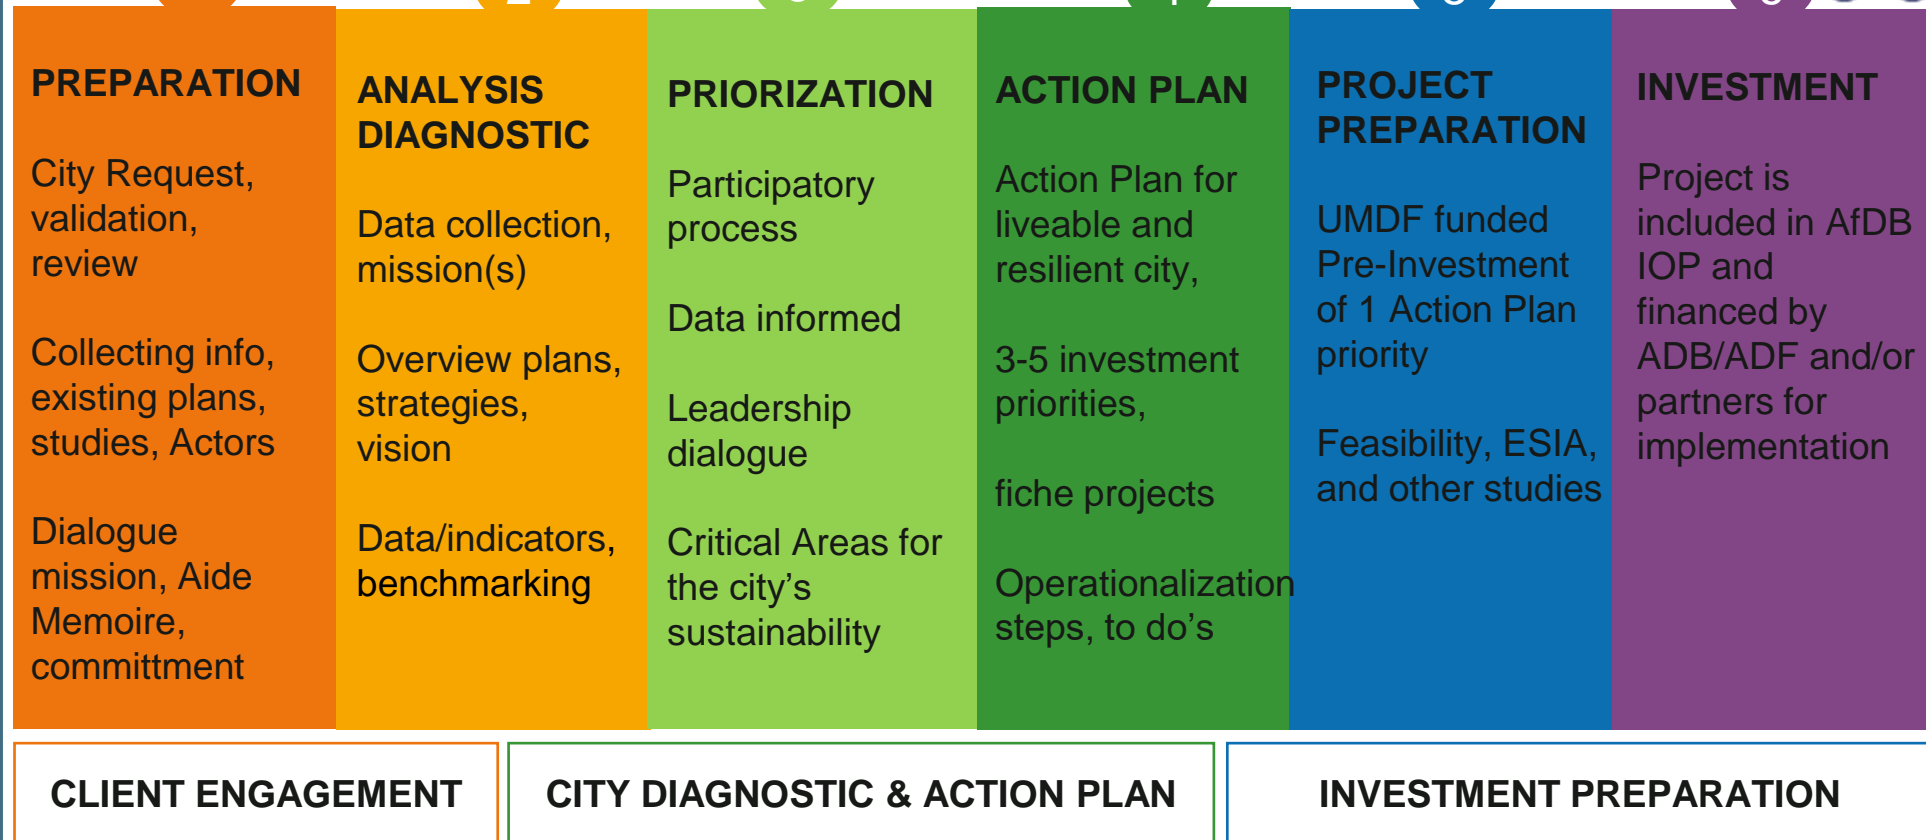 PREPARATION
City Request,
validation,
review
Collecting info,
existing plans,
studies, Actors
Dialogue
mission, Aide
Memoire,
committment
ANALYSIS
DIAGNOSTIC
Data collection,
mission(s)
Overview plans,
strategies,
vision
Data/indicators,
benchmarking
PRIORIZATION
Participatory
process
Data informed
Leadership
dialogue
Critical Areas for
the city’s
sustainability
ACTION PLAN
Action Plan for
liveable and
resilient city,
3-5 investment
priorities,
fiche projects
Operationalization
steps, to do’s
PROJECT
PREPARATION
UMDF funded
Pre-Investment
of 1 Action Plan
priority
Feasibility, ESIA,
and other studies
INVESTMENT
Project is
included in AfDB
IOP and
financed by
ADB/ADF and/or
partners for
implementation
CLIENT ENGAGEMENT
CITY DIAGNOSTIC & ACTION PLAN
INVESTMENT PREPARATION